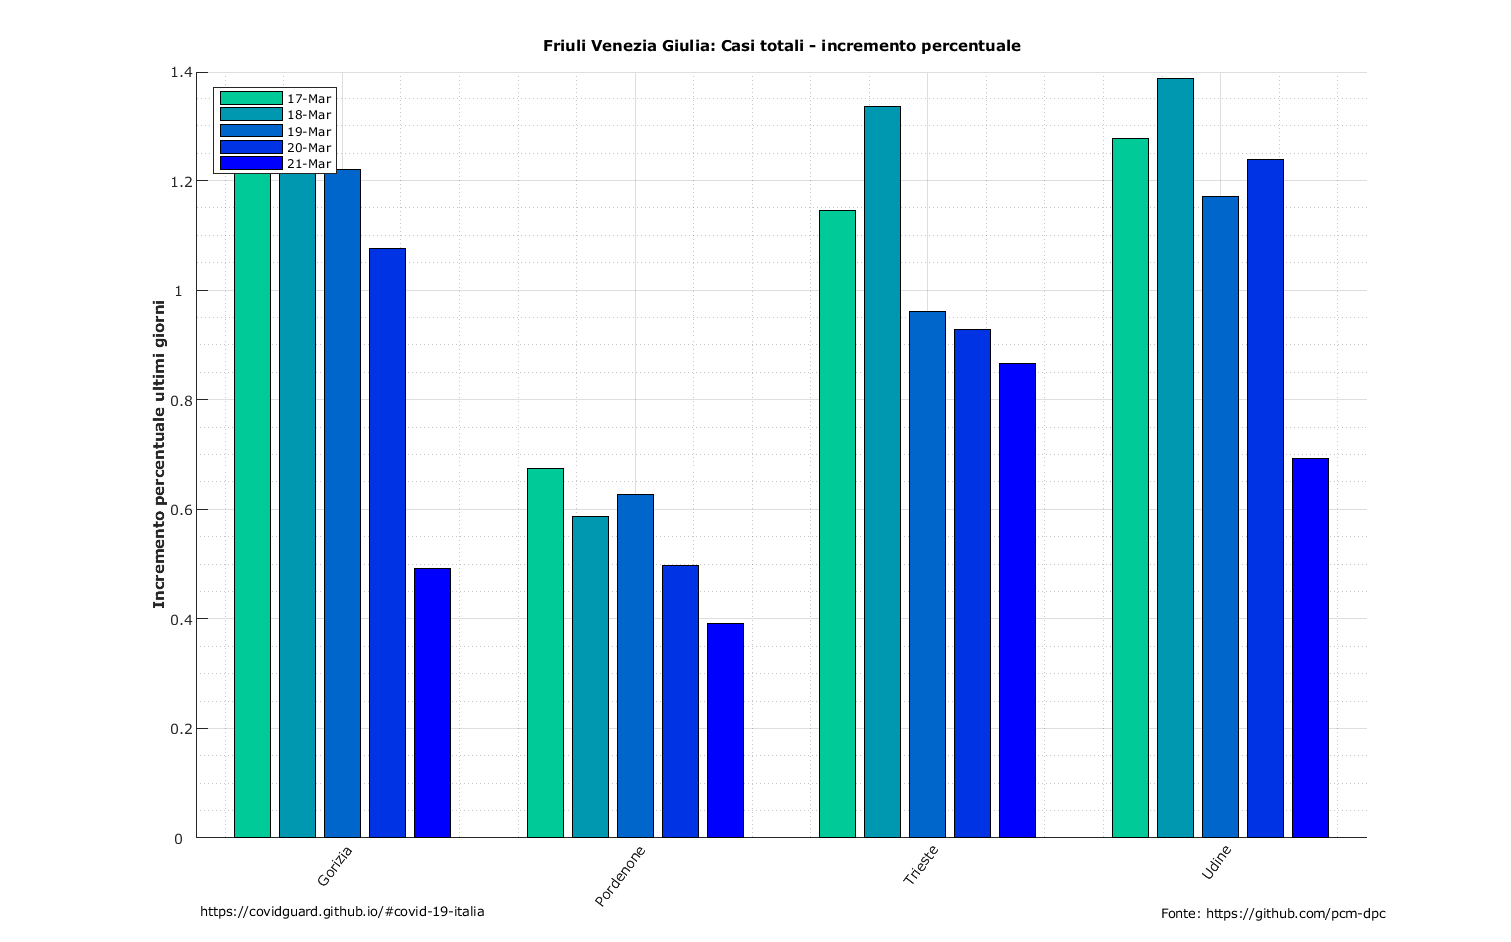 Friuli Venezia Giulia: Casi totali - incremento percentuale
1.4
1.2
1
0.8
0.6
0.4
0.2
0
Incremento percentuale ultimi giorni
17-Mar
18-Mar
19-Mar
20-Mar
21-Mar
Gorizia
Pordenone
Trieste
Udine
https://covidguard.github.io/#covid-19-italia
Fonte: https://github.com/pcm-dpc